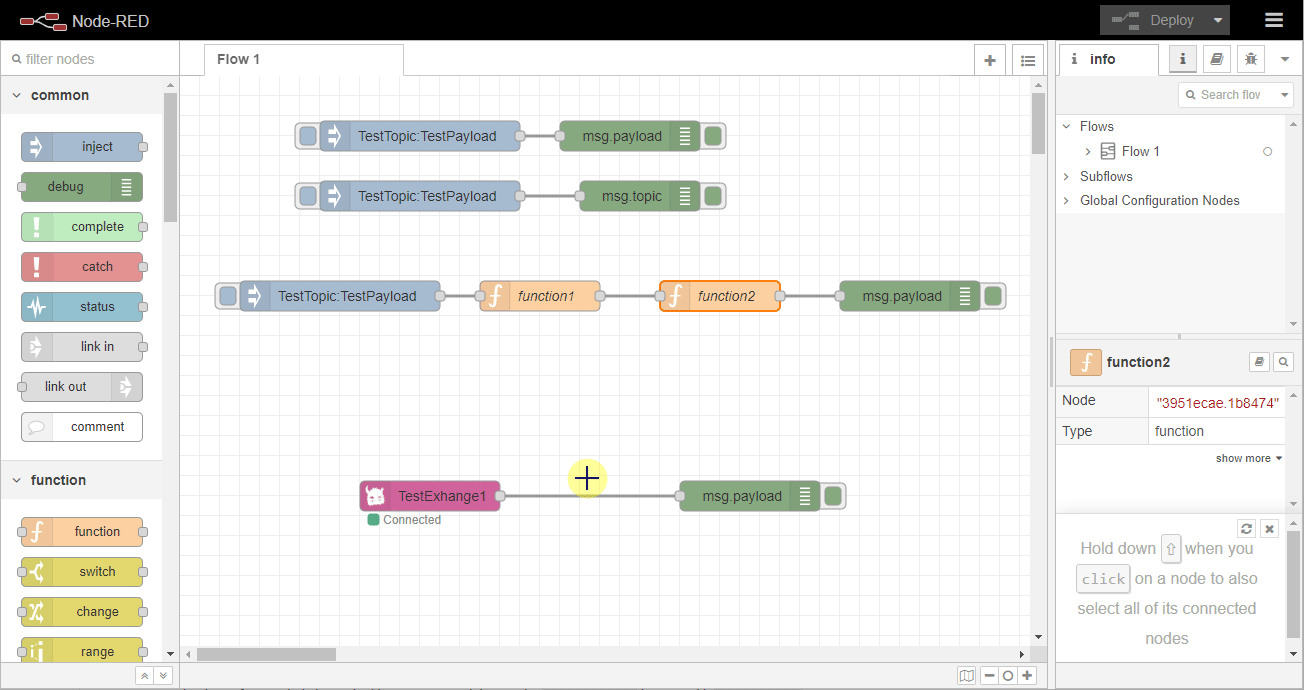 Node-RED
Deploy
filter nodes
Flow 1
info
common
Search flow
inject
debug
complete
catch
status
link in
link out
comment
function
function
switch
change
range
TestTopic:TestPayload
msg.payload
TestTopic:TestPayload
msg.topic
TestTopic:TestPayload
function1
function2
msg.payload
TestExhange1
Connected
msg.payload
Flows
Flow 1
Subflows
Global Configuration Nodes
function2
Node
"3951ecae.1b8474"
Type
function
show more
Hold down ⇧ when you
click on a node to also
select all of its connected
nodes